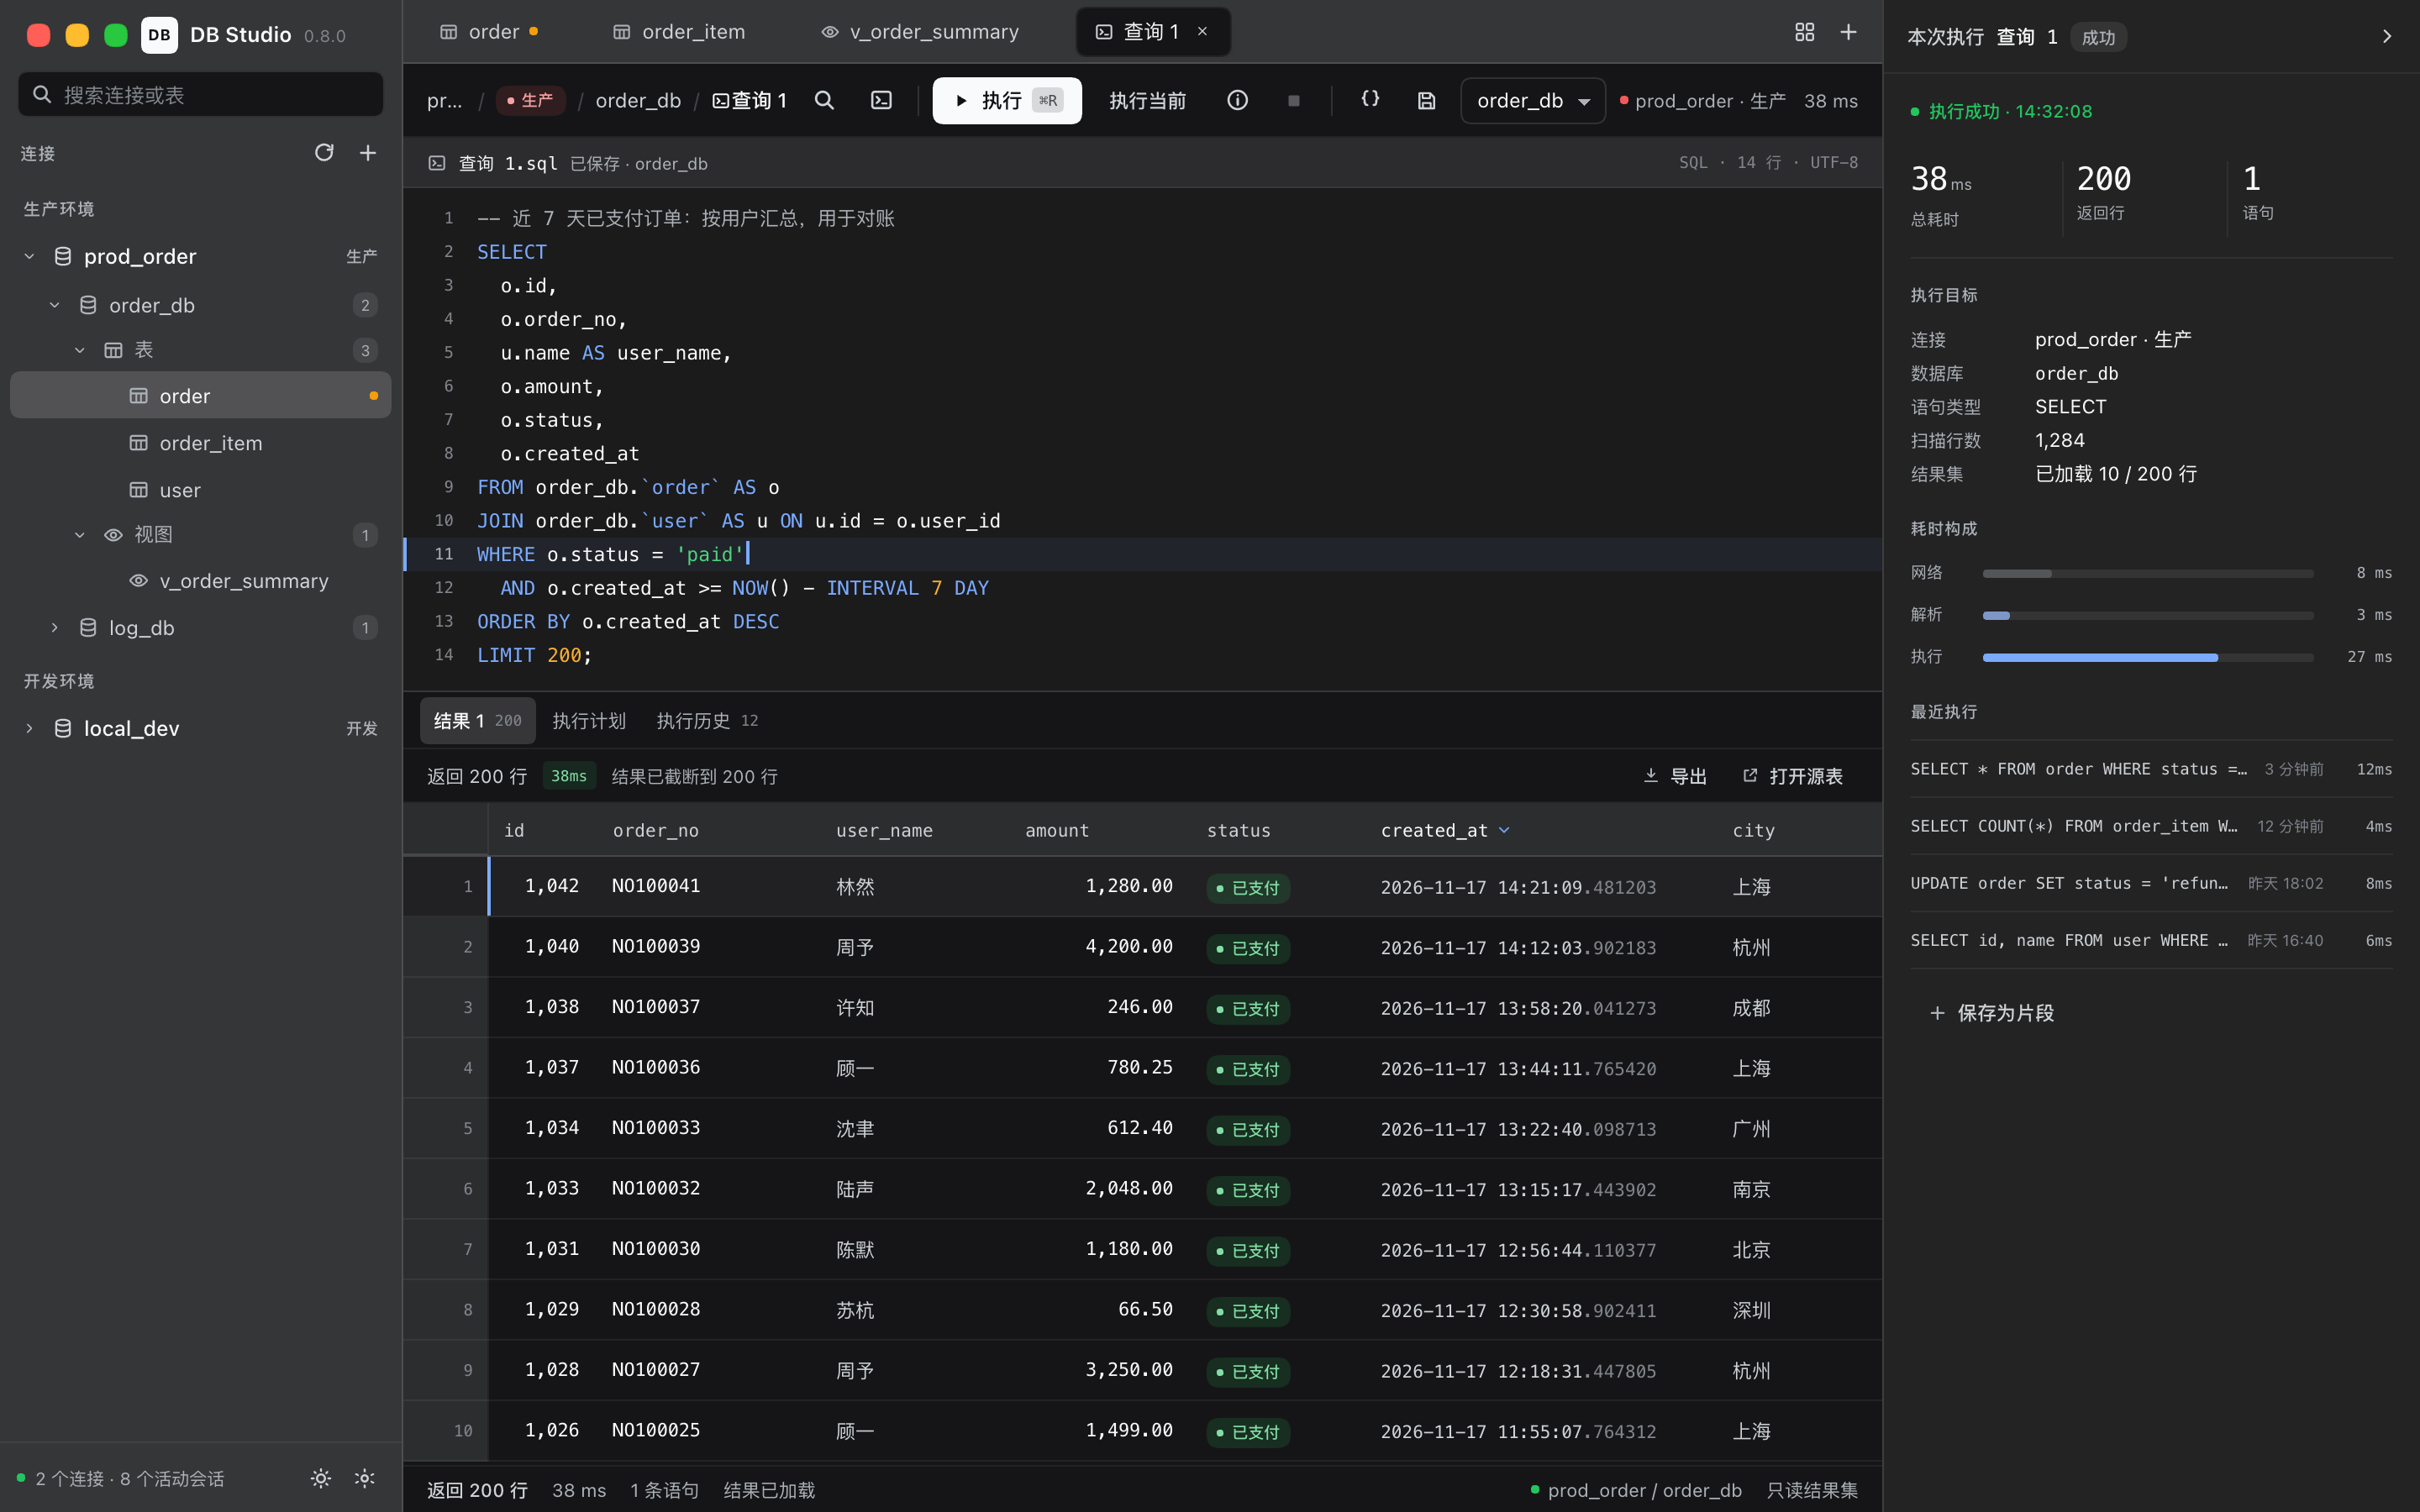 DB DB Studio 0.8.0
搜索连接或表
连接
生产环境
prod_order 生产
order_db 2
表 3
order
order_item
user
视图 1
v_order_summary
log_db 1
开发环境
local_dev 开发
2 个连接 · 8 个活动会话
order order_item v_order_summary 查询 1 ×
pr... / 生产 / order_db / 查询 1 执行 ⌘R 执行当前 {} order_db prod_order · 生产 38 ms
查询 1.sql 已保存 · order_db SQL · 14 行 · UTF-8
1 -- 近 7 天已支付订单: 按用户汇总, 用于对账
2 SELECT
3 o.id,
4 o.order_no,
5 u.name AS user_name,
6 o.amount,
7 o.status,
8 o.created_at
9 FROM order_db.`order` AS o
10 JOIN order_db.`user` AS u ON u.id = o.user_id
11 WHERE o.status = 'paid'
12 AND o.created_at >= NOW() - INTERVAL 7 DAY
13 ORDER BY o.created_at DESC
14 LIMIT 200;
结果 1 200 执行计划 执行历史 12
返回 200 行 38ms 结果已截断到 200 行 导出 打开源表
id order_no user_name amount status created_at city
1 1,042 NO100041 林然 1,280.00 已支付 2026-11-17 14:21:09.481203 上海
2 1,040 NO100039 周予 4,200.00 已支付 2026-11-17 14:12:03.902183 杭州
3 1,038 NO100037 许知 246.00 已支付 2026-11-17 13:58:20.041273 成都
4 1,037 NO100036 顾一 780.25 已支付 2026-11-17 13:44:11.765420 上海
5 1,034 NO100033 沈聿 612.40 已支付 2026-11-17 13:22:40.098713 广州
6 1,033 NO100032 陆声 2,048.00 已支付 2026-11-17 13:15:17.443902 南京
7 1,031 NO100030 陈默 1,180.00 已支付 2026-11-17 12:56:44.110377 北京
8 1,029 NO100028 苏杭 66.50 已支付 2026-11-17 12:30:58.902411 深圳
9 1,028 NO100027 周予 3,250.00 已支付 2026-11-17 12:18:31.447805 杭州
10 1,026 NO100025 顾一 1,499.00 已支付 2026-11-17 11:55:07.764312 上海
返回 200 行 38 ms 1 条语句 结果已加载 prod_order / order_db 只读结果集
本次执行 查询 1 成功
执行成功 · 14:32:08
38 ms 200 1
总耗时 返回行 语句
执行目标
连接 prod_order · 生产
数据库 order_db
语句类型 SELECT
扫描行数 1,284
结果集 已加载 10 / 200 行
耗时构成
网络 8 ms
解析 3 ms
执行 27 ms
最近执行
SELECT * FROM order WHERE status =… 3 分钟前 12ms
SELECT COUNT(*) FROM order_item W… 12 分钟前 4ms
UPDATE order SET status = 'refun… 昨天 18:02 8ms
SELECT id, name FROM user WHERE … 昨天 16:40 6ms
保存为片段